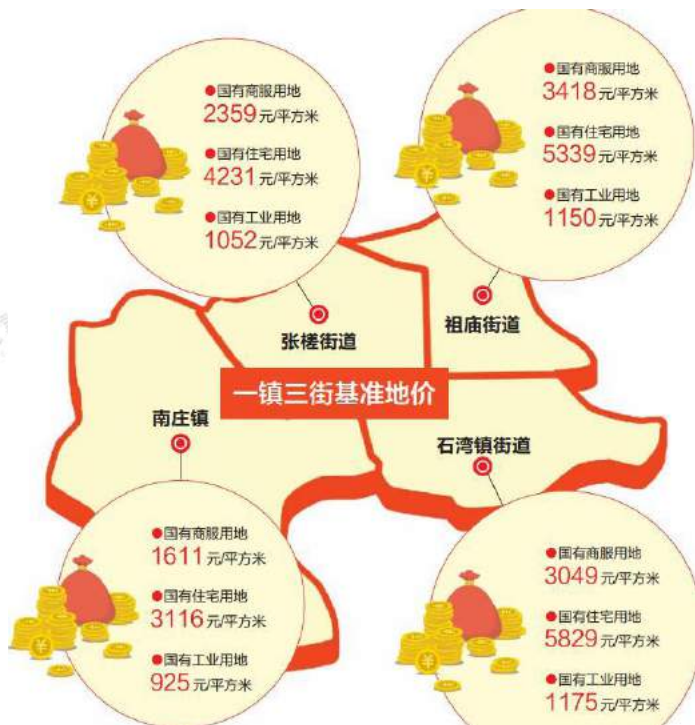 国有商服用地
2359元/平方米
国有住宅用地
4231元/平方米
国有工业用地
1052元/平方米
国有商服用地
3418元/平方米
国有住宅用地
5339元/平方米
国有工业用地
1150元/平方米
张槎街道
祖庙街道
一镇三街基准地价
南庄镇
石湾镇街道
国有商服用地
1611元/平方米
国有住宅用地
3116元/平方米
国有工业用地
925元/平方米
国有商服用地
3049元/平方米
国有住宅用地
5829元/平方米
国有工业用地
1175元/平方米